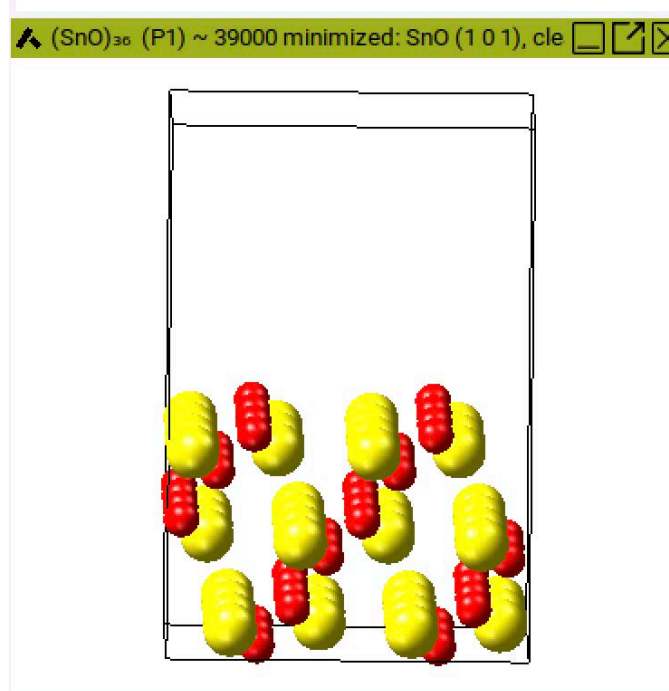 (SnO)₃₆ (P1) ~ 39000 minimized: SnO (1 0 1), cle